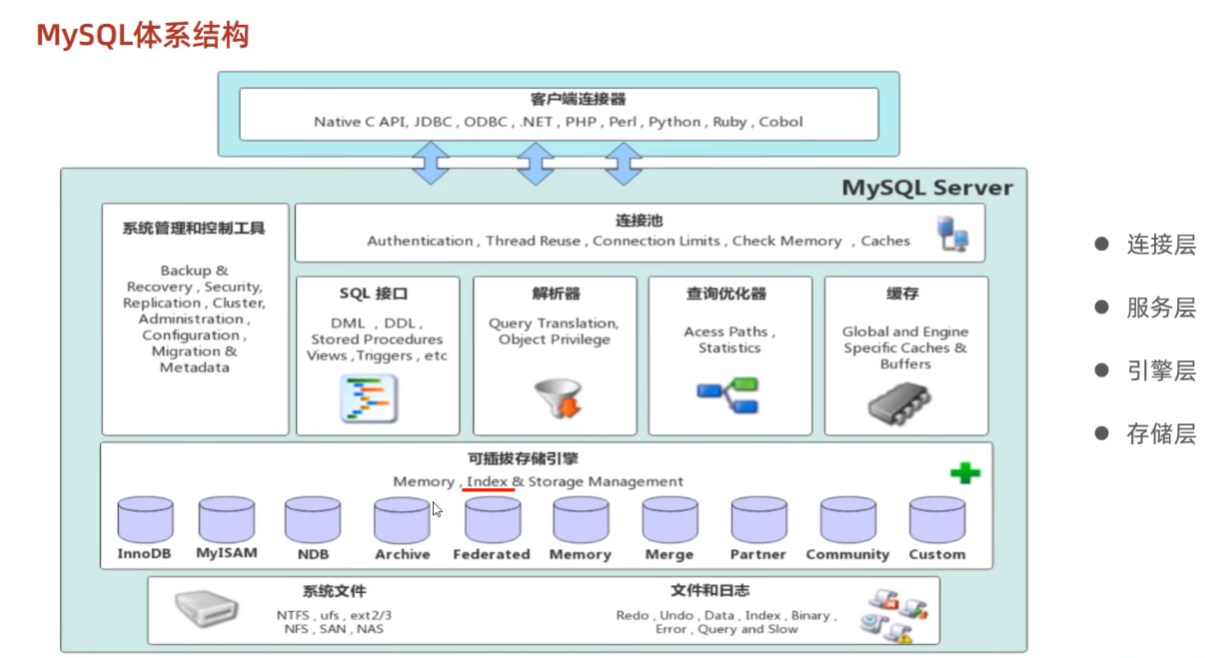 MySQL体系结构
客户端连接器
Native C API, JDBC , ODBC , .NET , PHP , Perl , Python , Ruby , Cobol
MySQL Server
系统管理和控制工具
Backup &
Recovery , Security,
Replication , Cluster,
Administration ,
Configuration ,
Migration &
Metadata
连接池
Authentication , Thread Reuse , Connection Limits , Check Memory , Caches
SQL 接口
DML , DDL ,
Stored Procedures
Views ,Triggers , etc
解析器
Query Translation,
Object Privilege
查询优化器
Acess Paths ,
Statistics
缓存
Global and Engine
Specific Caches &
Buffers
可插拔存储引擎
Memory , Index & Storage Management
InnoDB MyISAM NDB Archive Federated Memory Merge Partner Community Custom
系统文件
NTFS , ufs , ext2/3
NFS , SAN , NAS
文件和日志
Redo , Undo , Data , Index , Binary ,
Error , Query and Slow
● 连接层
● 服务层
● 引擎层
● 存储层